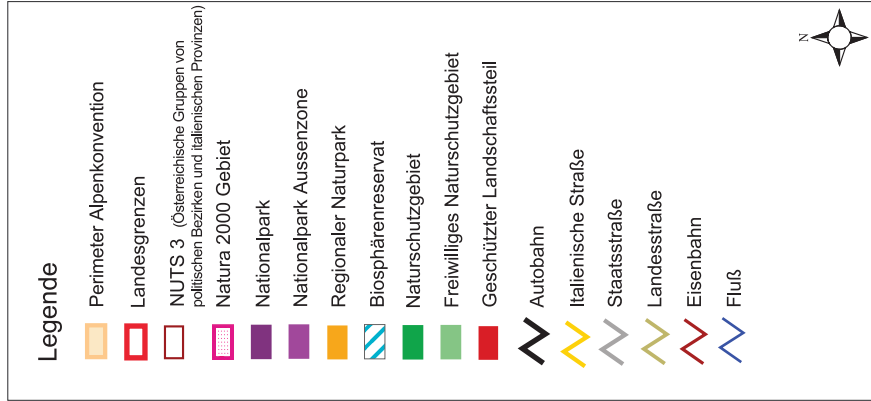 Legende
Perimeter Alpenkonvention
Landesgrenzen
NUTS 3 (Österreichische Gruppen von
politischen Bezirken und italienischen Provinzen)
Natura 2000 Gebiet
Nationalpark
Nationalpark Aussenzone
Regionaler Naturpark
Biosphärenreservat
Naturschutzgebiet
Freiwilliges Naturschutzgebiet
Geschützter Landschaftssteil
Autobahn
Italienische Straße
Staatsstraße
Landesstraße
Eisenbahn
Fluß
N